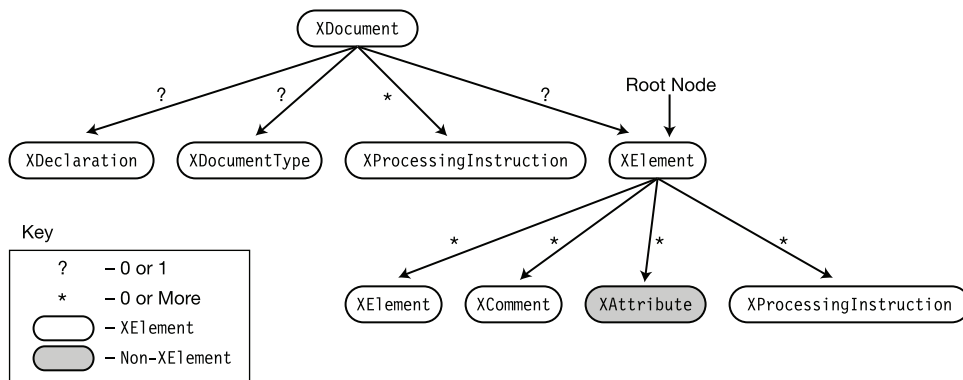 XDocument
? ? * ? Root Node
XDeclaration XDocumentType XProcessingInstruction XElement
Key
? – 0 or 1
* – 0 or More
– XElement
– Non–XElement
* * * *
XElement XComment XAttribute XProcessingInstruction